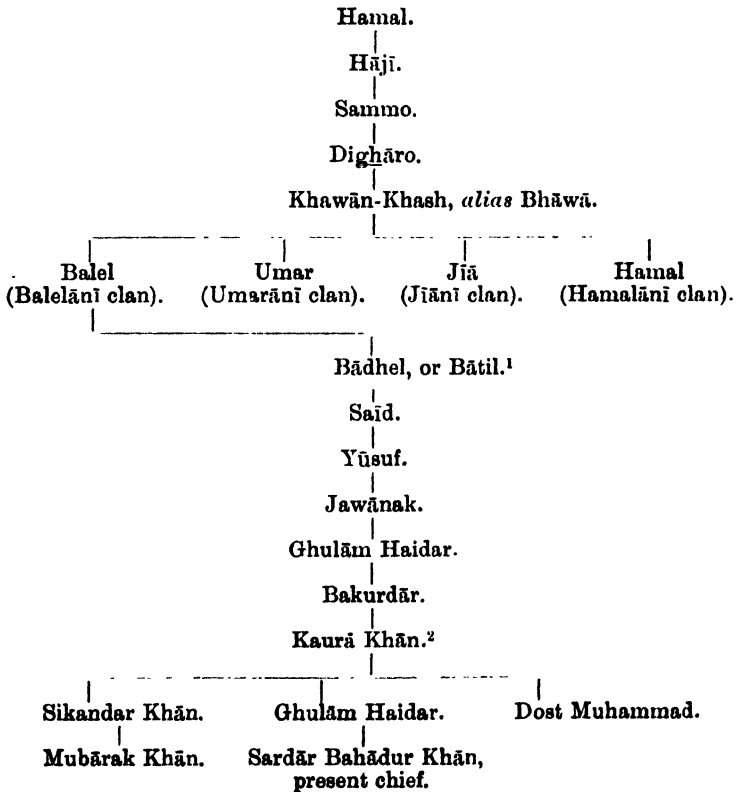 Hamal.
Hājī.
Sammo.
Dighāro.
Khawān-Khash, alias Bhāwā.
Balel Umar Jīā Hamal
(Balelānī clan). (Umarānī clan). (Jīānī clan). (Hamalānī clan).
Bādhel, or Bātil.¹
Saīd.
Yūsuf.
Jawānak.
Ghulām Haidar.
Bakurdār.
Kaurá Khān.²
Sikandar Khān. Ghulām Haidar. Dost Muhammad.
Mubārak Khān. Sardār Bahādur Khān,
present chief.